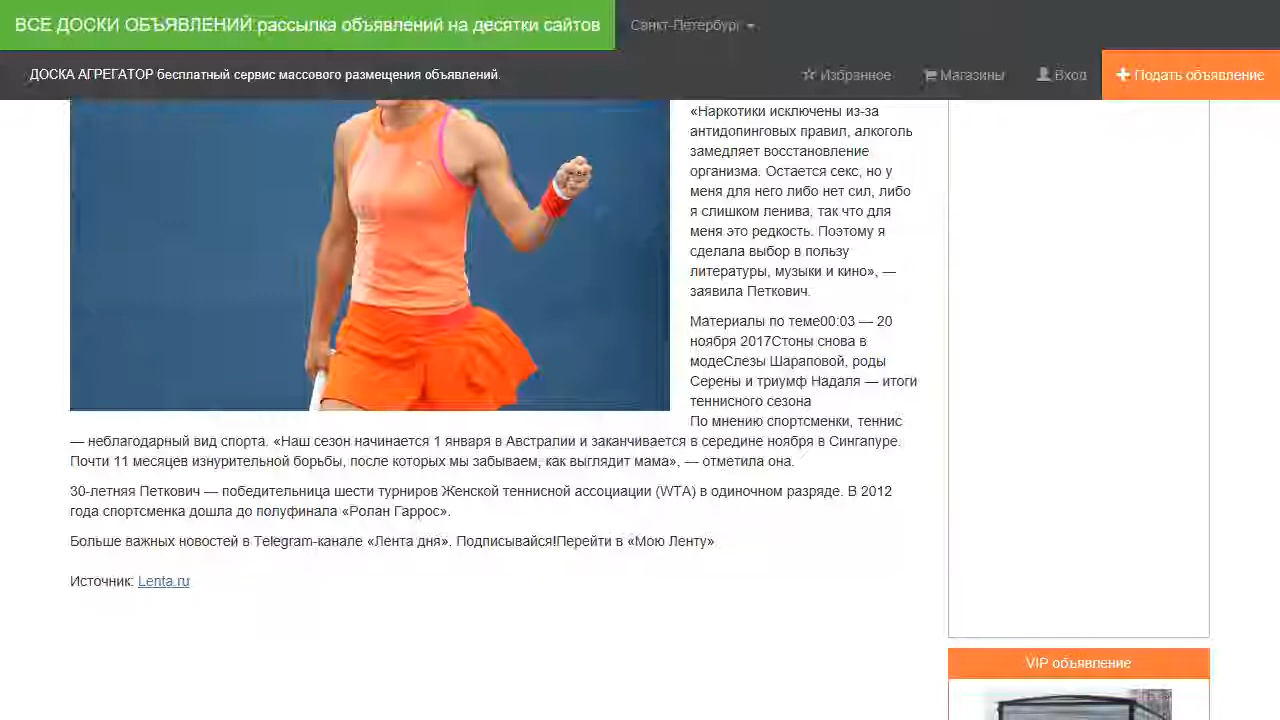 ВСЕ ДОСКИ ОБЪЯВЛЕНИЙ рассылка объявлений на десятки сайтов
Санкт-Петербург
ДОСКА АГРЕГАТОР бесплатный сервис массового размещения объявлений.
Избранное
Магазины
Вход
Подать объявление
«Наркотики исключены из-за
антидопинговых правил, алкоголь
замедляет восстановление
организма. Остается секс, но у
меня для него либо нет сил, либо
я слишком ленива, так что для
меня это редкость. Поэтому я
сделала выбор в пользу
литературы, музыки и кино», —
заявила Петкович.
Материалы по теме00:03 — 20
ноября 2017Стоны снова в
модеСлезы Шараповой, роды
Серены и триумф Надаля — итоги
теннисного сезона
По мнению спортсменки, теннис
— неблагодарный вид спорта. «Наш сезон начинается 1 января в Австралии и заканчивается в середине ноября в Сингапуре.
Почти 11 месяцев изнурительной борьбы, после которых мы забываем, как выглядит мама», — отметила она.
30-летняя Петкович — победительница шести турниров Женской теннисной ассоциации (WTA) в одиночном разряде. В 2012
года спортсменка дошла до полуфинала «Ролан Гаррос».
Больше важных новостей в Telegram-канале «Лента дня». Подписывайся!Перейти в «Мою Ленту»
Источник: Lenta.ru
VIP объявление